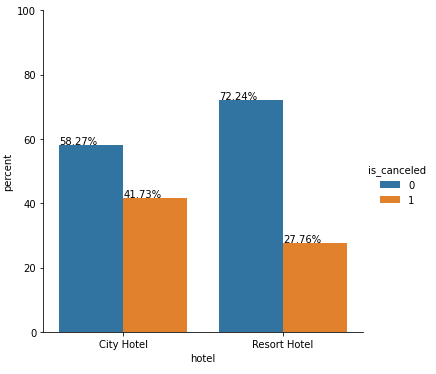 100
80
60
40
20
0
percent
58.27%
41.73%
72.24%
27.76%
City Hotel
Resort Hotel
hotel
is_canceled
0
1